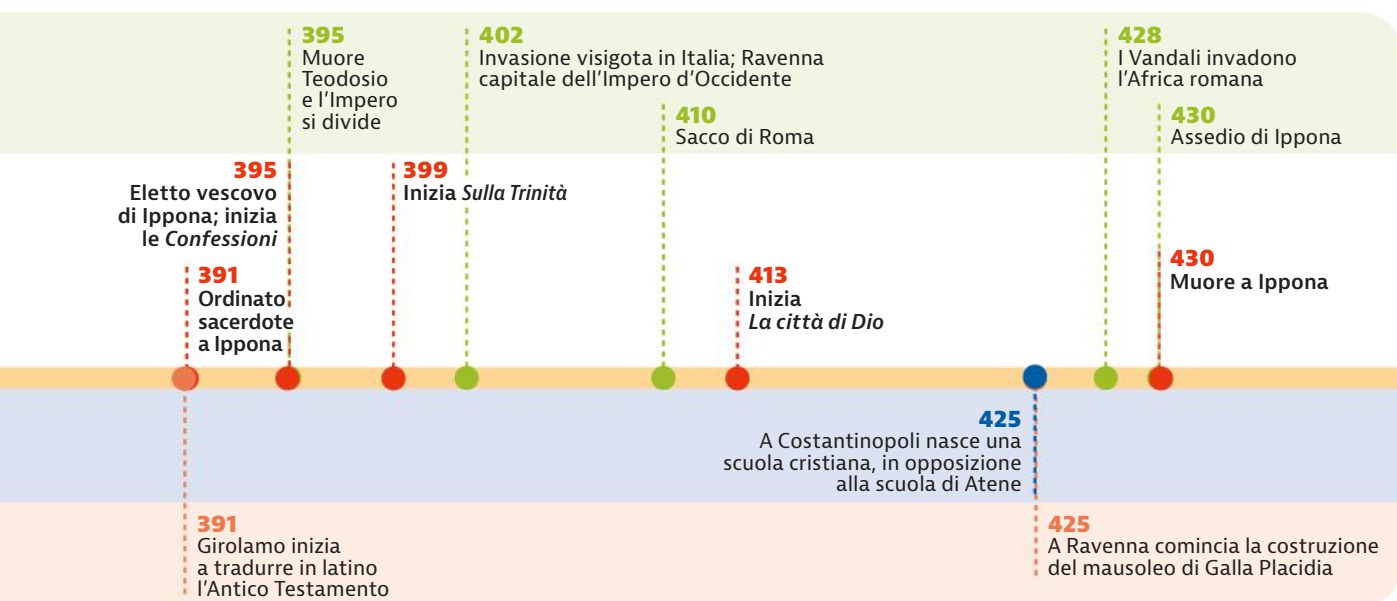 395
Muore
Teodosio
e l'Impero
si divide
402
Invasione visigota in Italia; Ravenna
capitale dell'Impero d'Occidente
410
Sacco di Roma
428
I Vandali invadono
l'Africa romana
430
Assedio di Ippona
395
Eletto vescovo
di Ippona; inizia
le Confessioni
391
Ordinato
sacerdote
a Ippona
399
Inizia Sulla Trinità
413
Inizia
La città di Dio
430
Muore a Ippona
425
A Costantinopoli nasce una
scuola cristiana, in opposizione
alla scuola di Atene
391
Girolamo inizia
a tradurre in latino
l'Antico Testamento
425
A Ravenna comincia la costruzione
del mausoleo di Galla Placidia